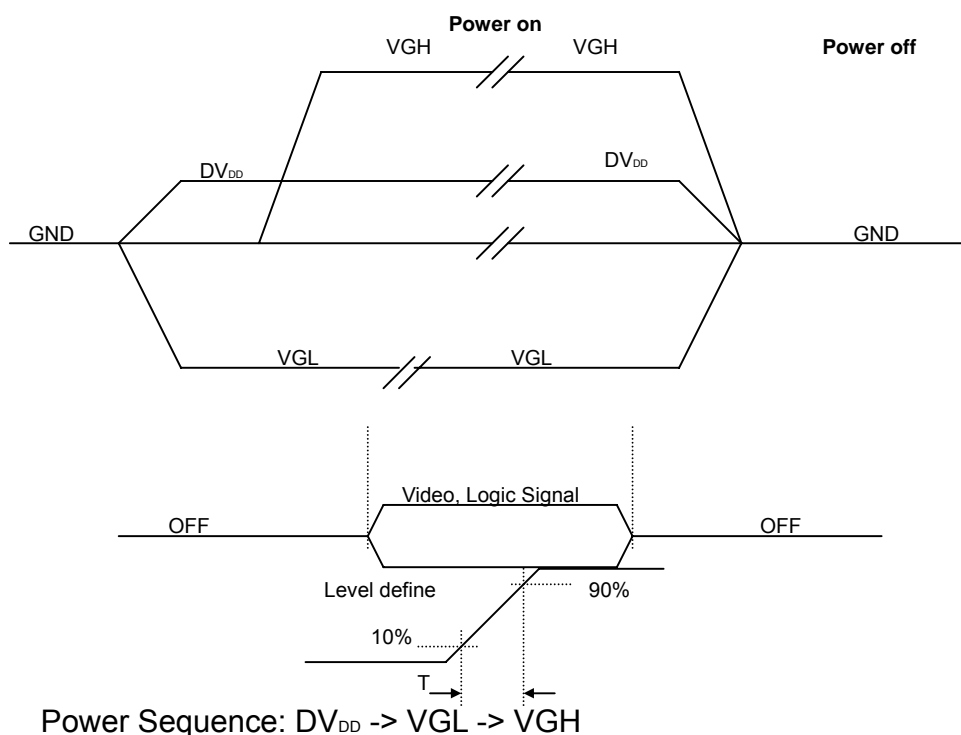 Power on
VGH VGH Power off
DVDD DVDD
GND GND
VGL VGL
Video, Logic Signal
OFF OFF
Level define 90%
10%
T
Power Sequence: DVDD -> VGL -> VGH